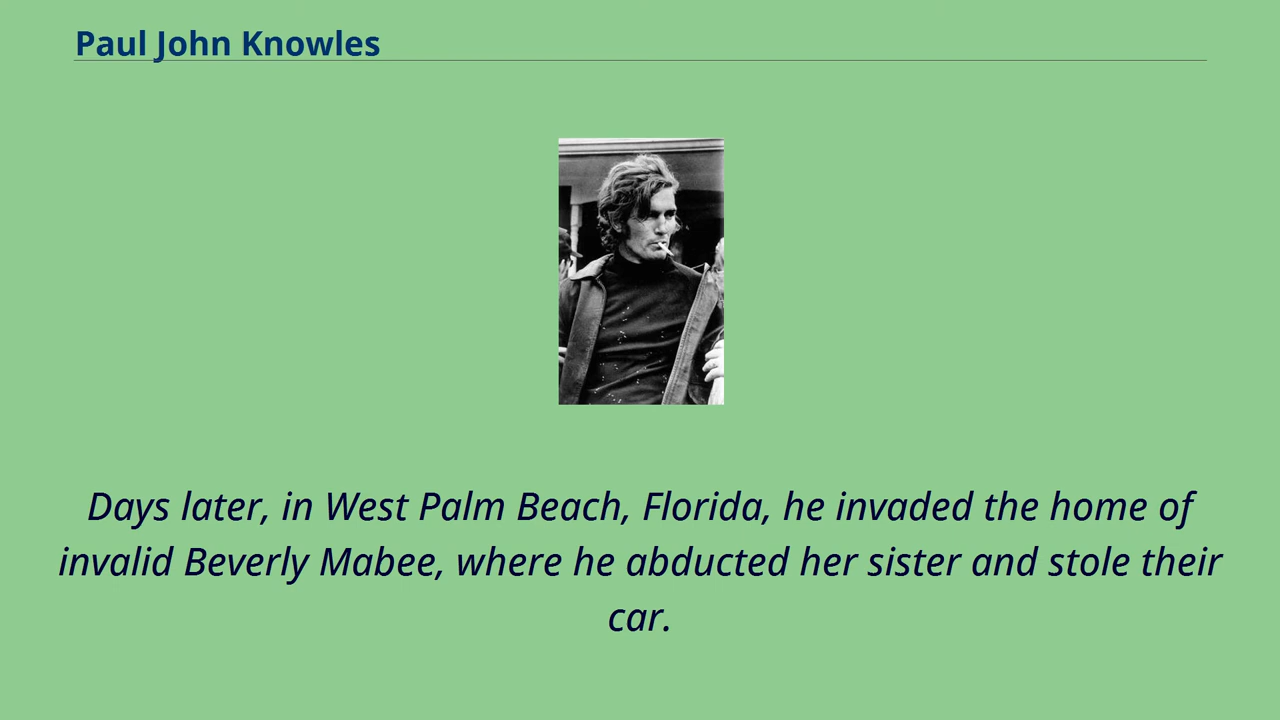 Paul John Knowles
Days later, in West Palm Beach, Florida, he invaded the home of
invalid Beverly Mabee, where he abducted her sister and stole their
car.